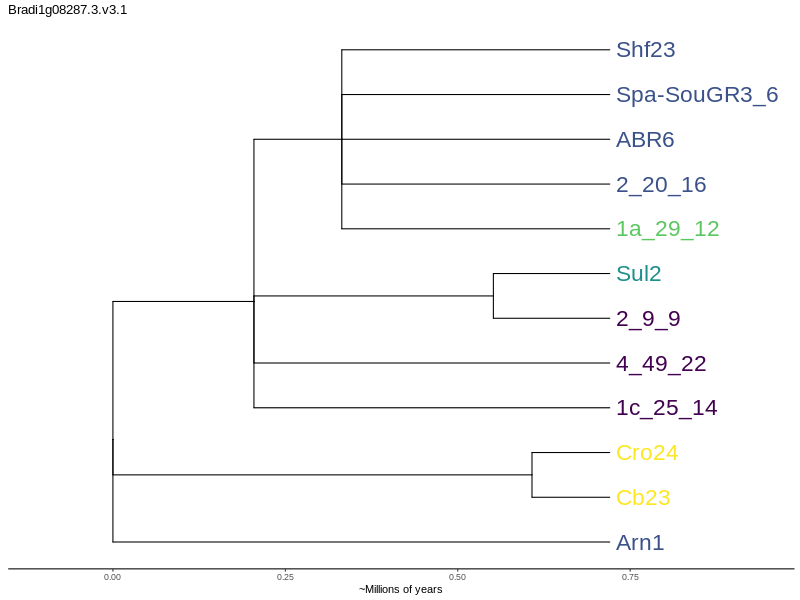 Bradi1g08287.3.v3.1
Shf23
Spa-SouGR3_6
ABR6
2_20_16
1a_29_12
Sul2
2_9_9
4_49_22
1c_25_14
Cro24
Cb23
Arn1
0.00 0.25 0.50 0.75
~Millions of years